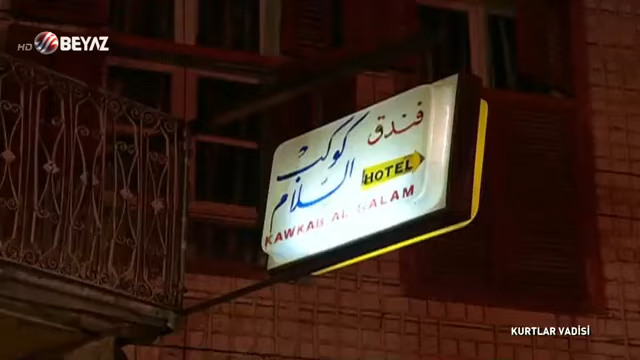 HD BEYAZ
فندق
كوكب
السلام
HOTEL
KAWKAB AL SALAM
KURTLAR VADİSİ